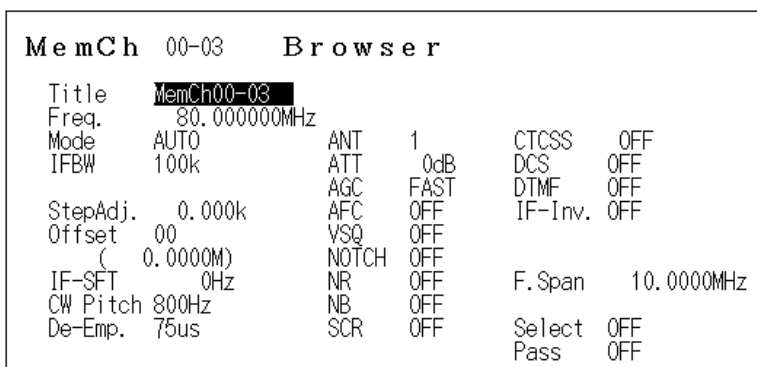 MemCh 00-03 Browser
Title MemCh00-03
Freq. 80.000000MHz
Mode AUTO ANT 1 CTCSS OFF
IFBW 100k ATT 0dB DCS OFF
AGC FAST DTMF OFF
StepAdj. 0.000k AFC OFF IF-Inv. OFF
Offset 00 VSQ OFF
( 0.0000M) NOTCH OFF
IF-SFT 0Hz NR OFF F.Span 10.0000MHz
CW Pitch 800Hz NB OFF
De-Emp. 75us SCR OFF Select OFF
Pass OFF